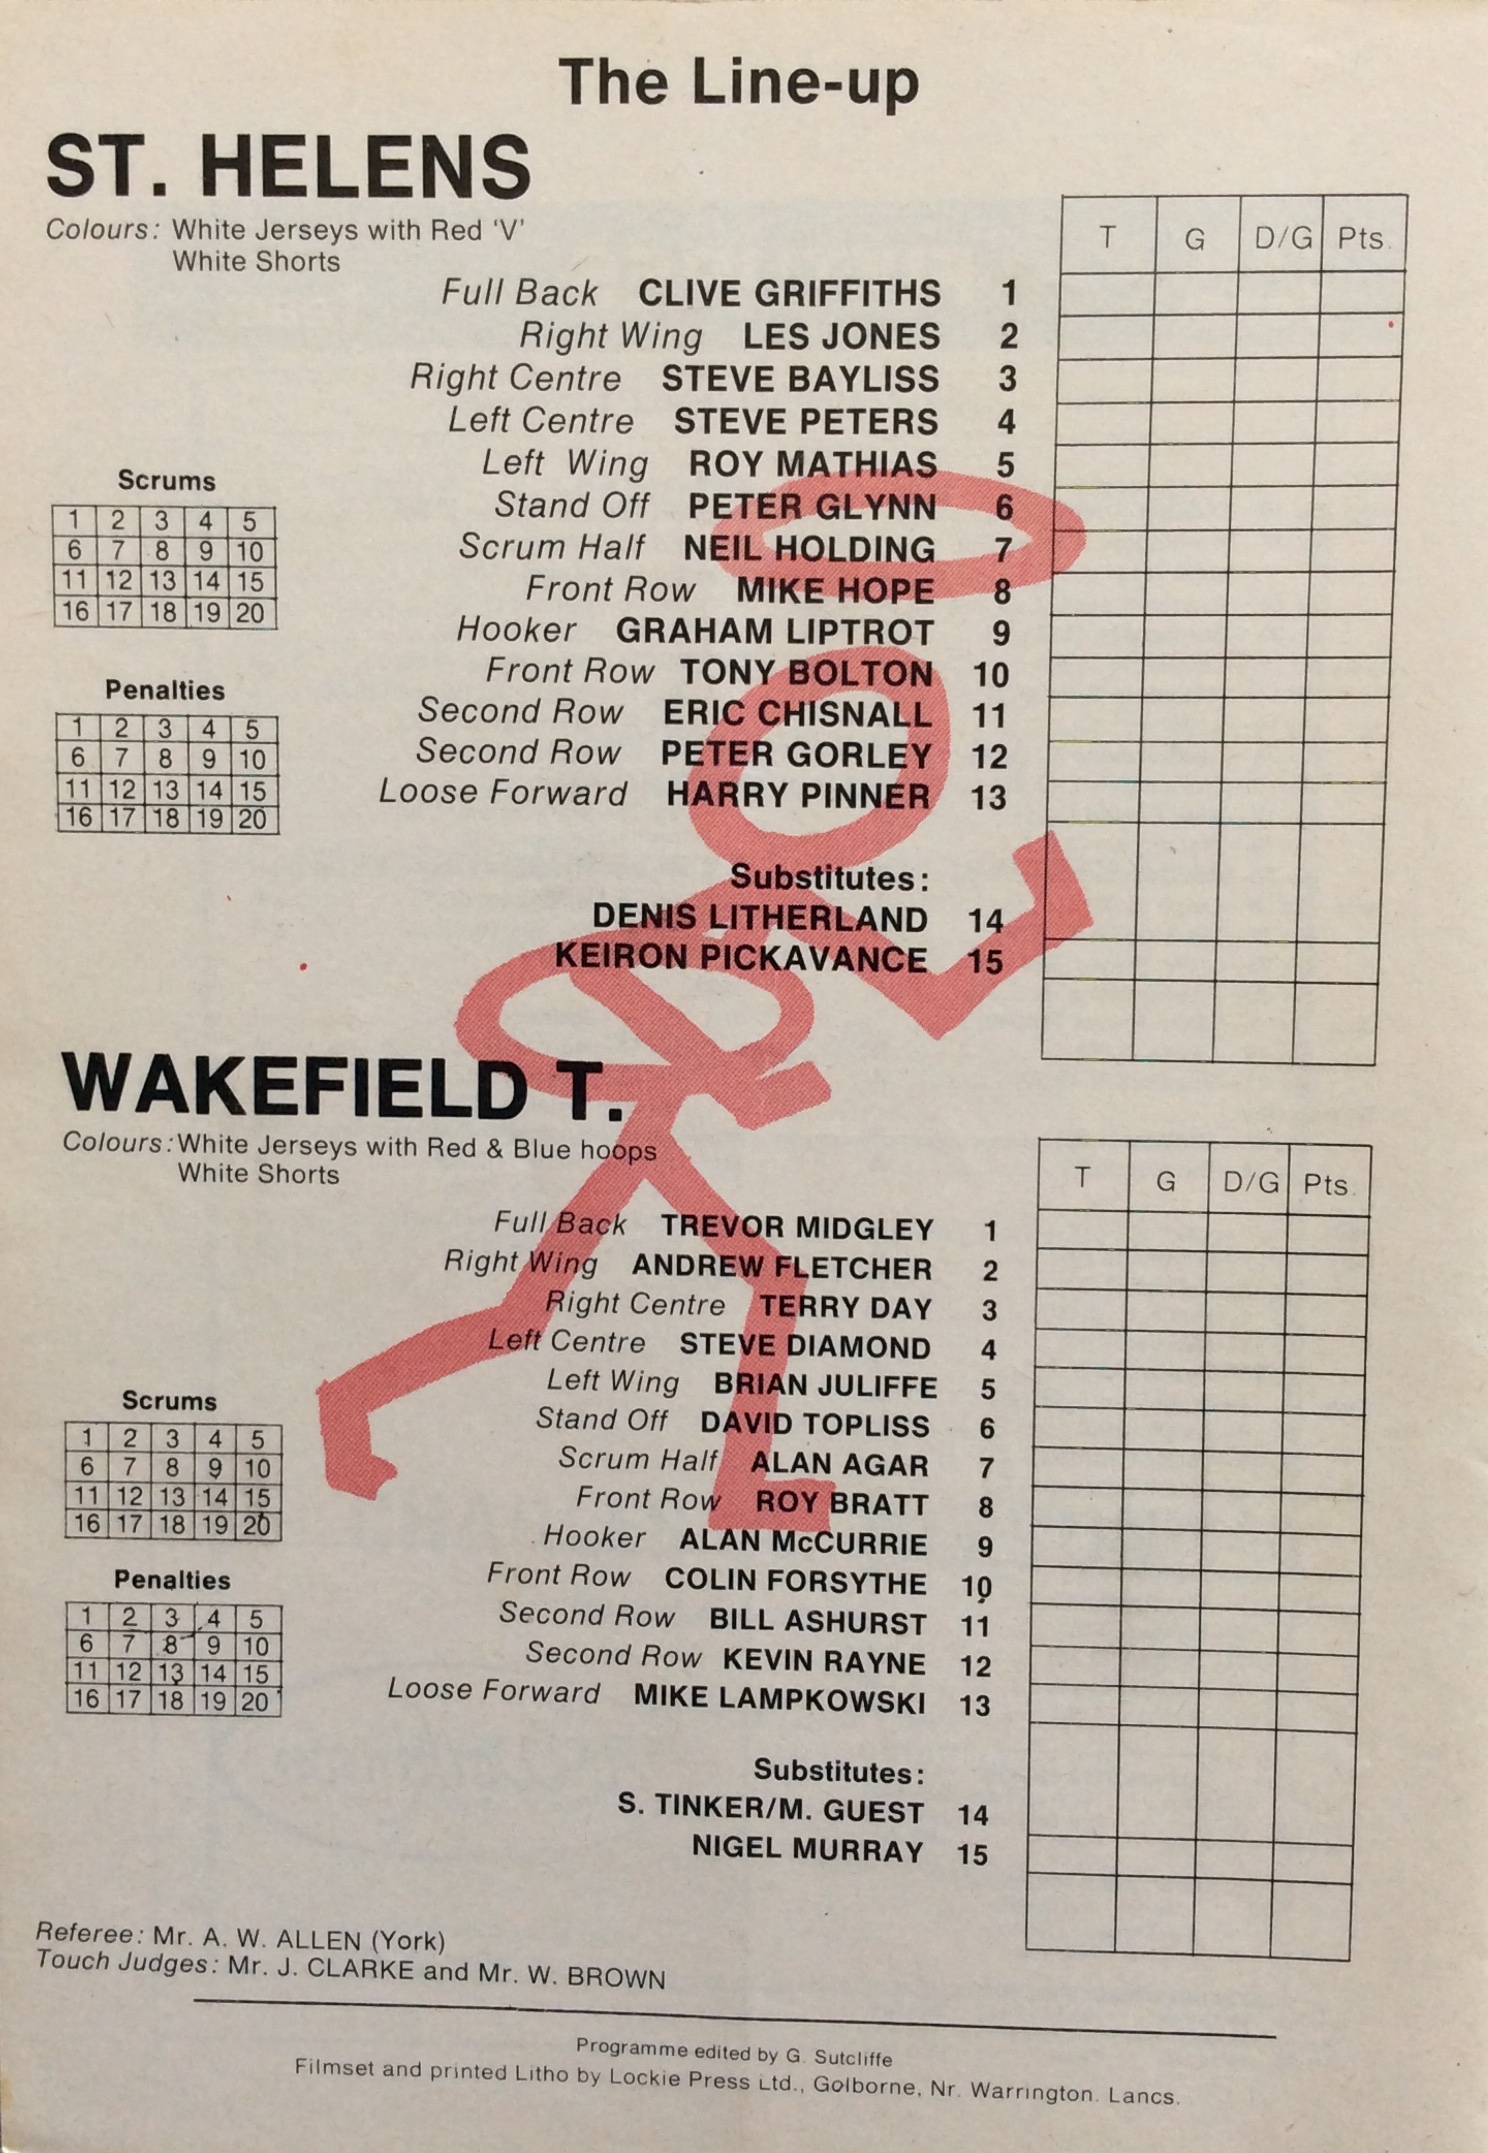 The Line-up
ST. HELENS
Colours: White Jerseys with Red 'V'
White Shorts
T G D/G Pts.
Full Back CLIVE GRIFFITHS 1
Right Wing LES JONES 2
Right Centre STEVE BAYLISS 3
Left Centre STEVE PETERS 4
Left Wing ROY MATHIAS 5
Stand Off PETER GLYNN 6
Scrum Half NEIL HOLDING 7
Front Row MIKE HOPE 8
Hooker GRAHAM LIPTROT 9
Front Row TONY BOLTON 10
Second Row ERIC CHISNALL 11
Second Row PETER GORLEY 12
Loose Forward HARRY PINNER 13
Substitutes:
DENIS LITHERLAND 14
KEIRON PICKAVANCE 15
Scrums
1 2 3 4 5
6 7 8 9 10
11 12 13 14 15
16 17 18 19 20
Penalties
1 2 3 4 5
6 7 8 9 10
11 12 13 14 15
16 17 18 19 20
WAKEFIELD T.
Colours: White Jerseys with Red & Blue hoops
White Shorts
T G D/G Pts.
Full Back TREVOR MIDGLEY 1
Right Wing ANDREW FLETCHER 2
Right Centre TERRY DAY 3
Left Centre STEVE DIAMOND 4
Left Wing BRIAN JULIFFE 5
Stand Off DAVID TOPLISS 6
Scrum Half ALAN AGAR 7
Front Row ROY BRATT 8
Hooker ALAN McCURRIE 9
Front Row COLIN FORSYTHE 10
Second Row BILL ASHURST 11
Second Row KEVIN RAYNE 12
Loose Forward MIKE LAMPKOWSKI 13
Substitutes:
S. TINKER/M. GUEST 14
NIGEL MURRAY 15
Scrums
1 2 3 4 5
6 7 8 9 10
11 12 13 14 15
16 17 18 19 20
Penalties
1 2 3 4 5
6 7 8 9 10
11 12 13 14 15
16 17 18 19 20
Referee: Mr. A. W. ALLEN (York)
Touch Judges: Mr. J. CLARKE and Mr. W. BROWN
Programme edited by G. Sutcliffe
Filmset and printed Litho by Lockie Press Ltd., Golborne, Nr. Warrington. Lancs.